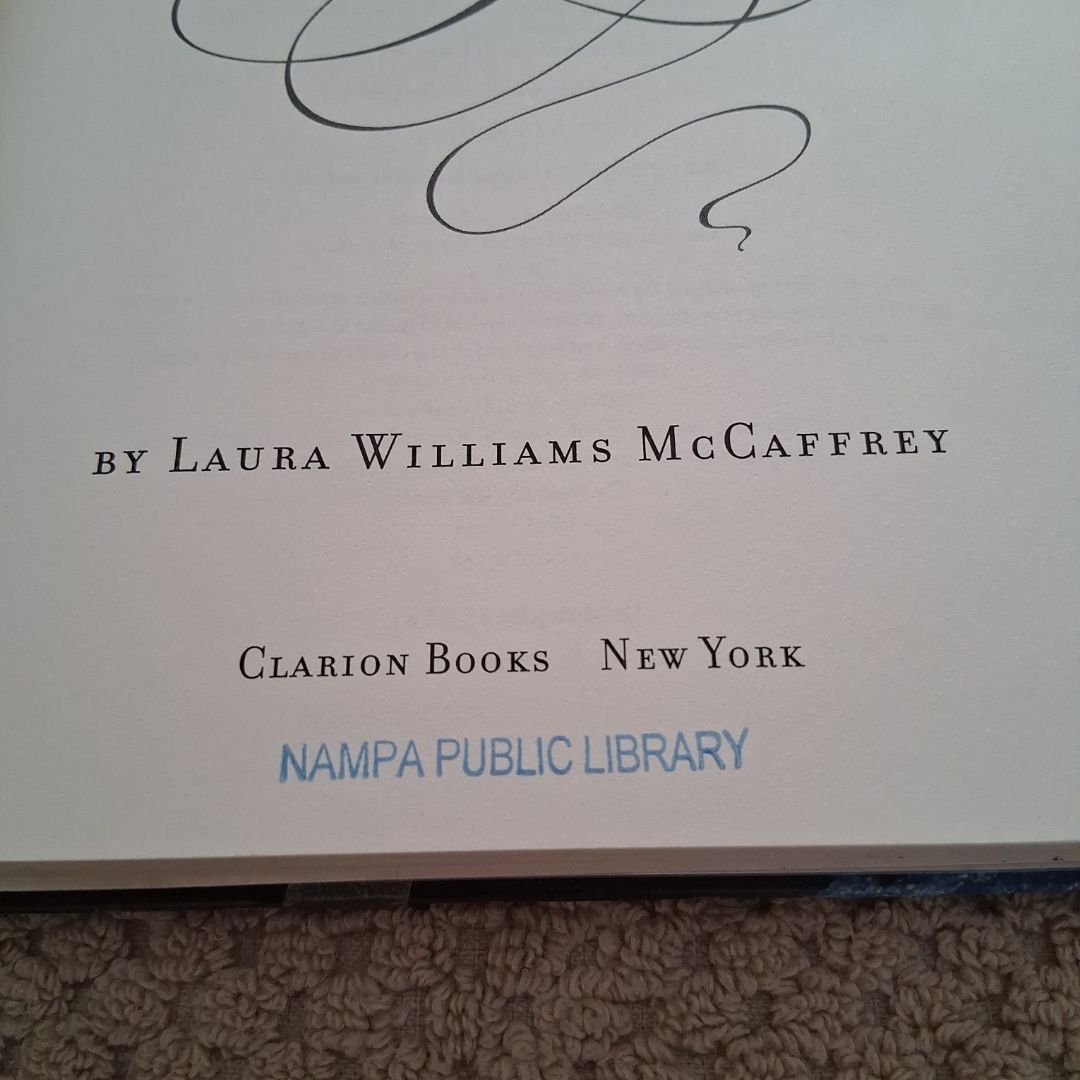 BY LAURA WILLIAMS MCCAFFREY
CLARION BOOKS NEW YORK
NAMPA PUBLIC LIBRARY